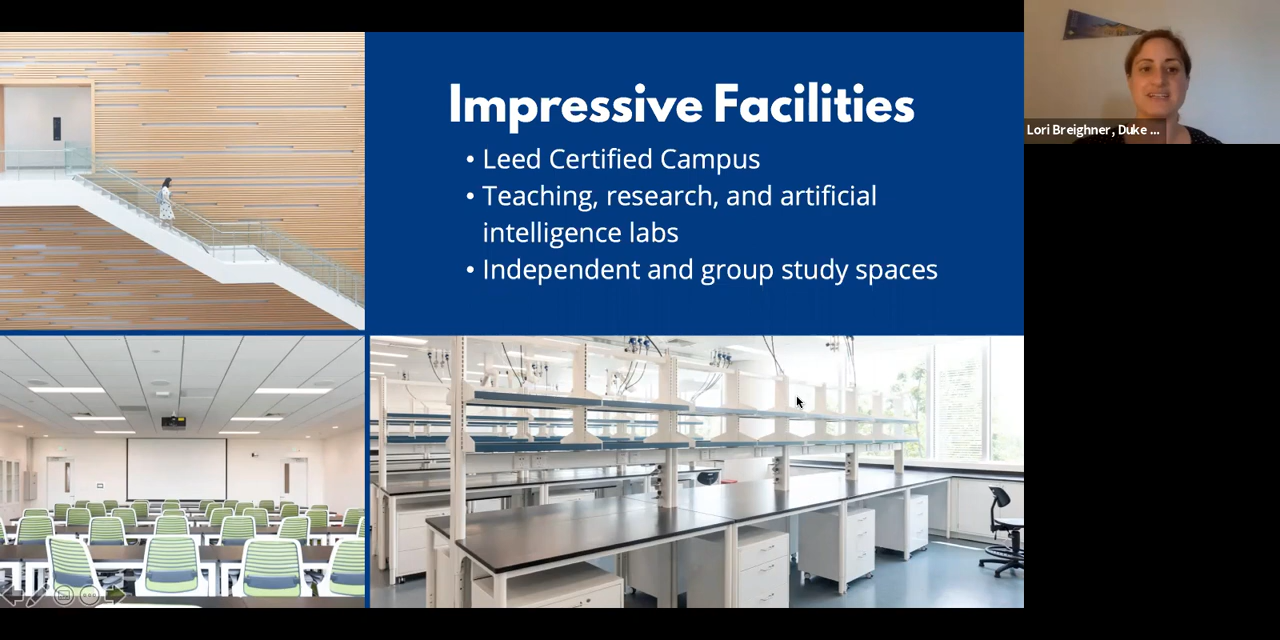 Impressive Facilities
• Leed Certified Campus
• Teaching, research, and artificial
intelligence labs
• Independent and group study spaces
Lori Breighner, Duke ...